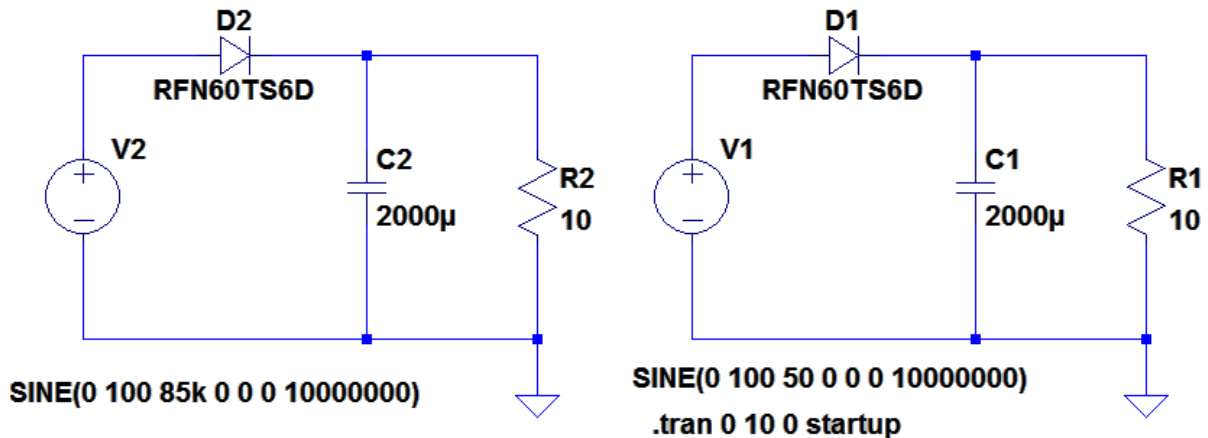 D2
RFN60TS6D
V2
+
−
C2
2000µ
R2
10
SINE(0 100 85k 0 0 0 10000000)
D1
RFN60TS6D
V1
+
−
C1
2000µ
R1
10
SINE(0 100 50 0 0 0 10000000)
.tran 0 10 0 startup